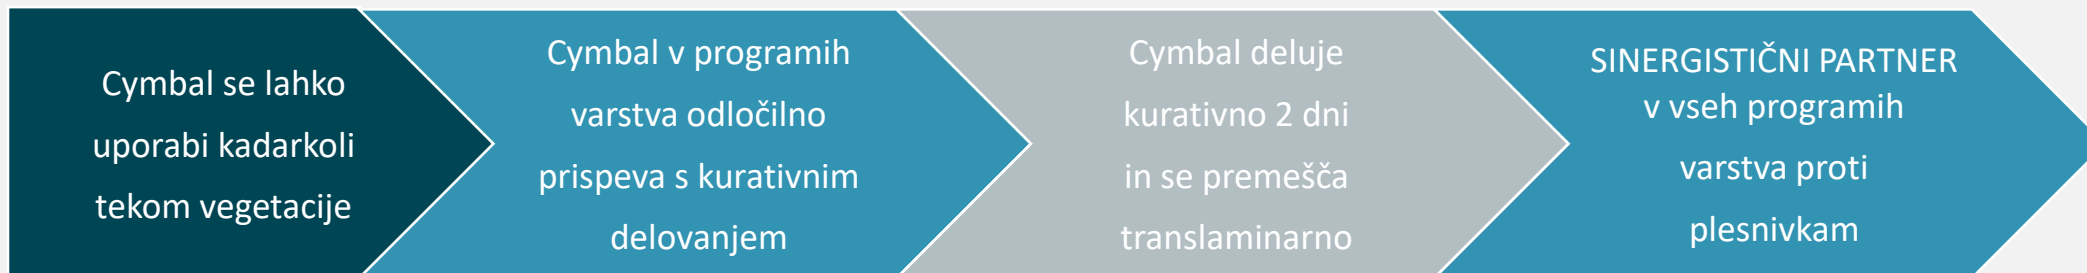 Cymbal se lahko
uporabi kadarkoli
tekom vegetacije
Cymbal v programih
varstva odločilno
prispeva s kurativnim
delovanjem
Cymbal deluje
kurativno 2 dni
in se premešča
translaminarno
SINERGISTIČNI PARTNER
v vseh programih
varstva proti
plesnivkam